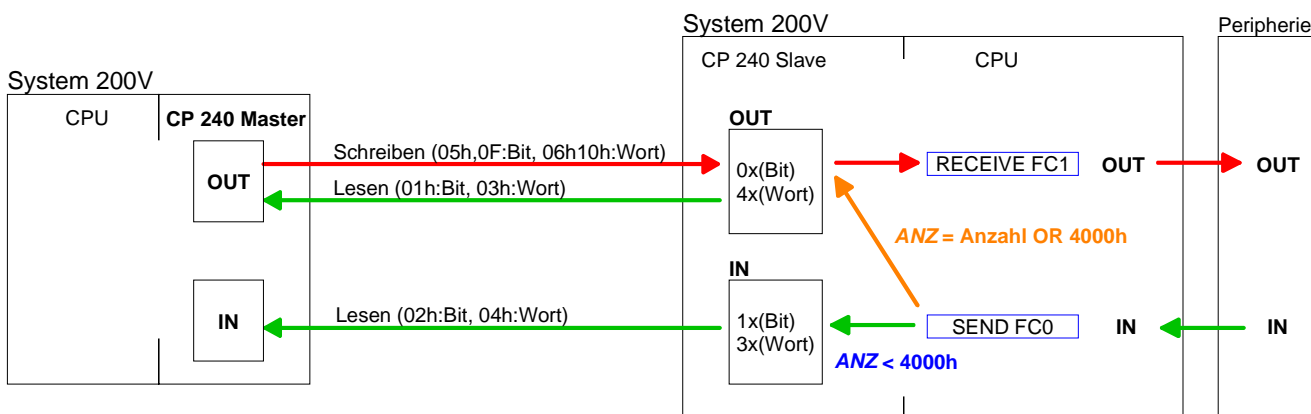 System 200V
Peripherie
CP 240 Slave
CPU
System 200V
CPU
CP 240 Master
OUT
Schreiben (05h,0F:Bit, 06h10h:Wort)
OUT
0x(Bit)
4x(Wort)
RECEIVE FC1
OUT
OUT
Lesen (01h:Bit, 03h:Wort)
ANZ = Anzahl OR 4000h
IN
Lesen (02h:Bit, 04h:Wort)
IN
1x(Bit)
3x(Wort)
SEND FC0
IN
IN
ANZ < 4000h